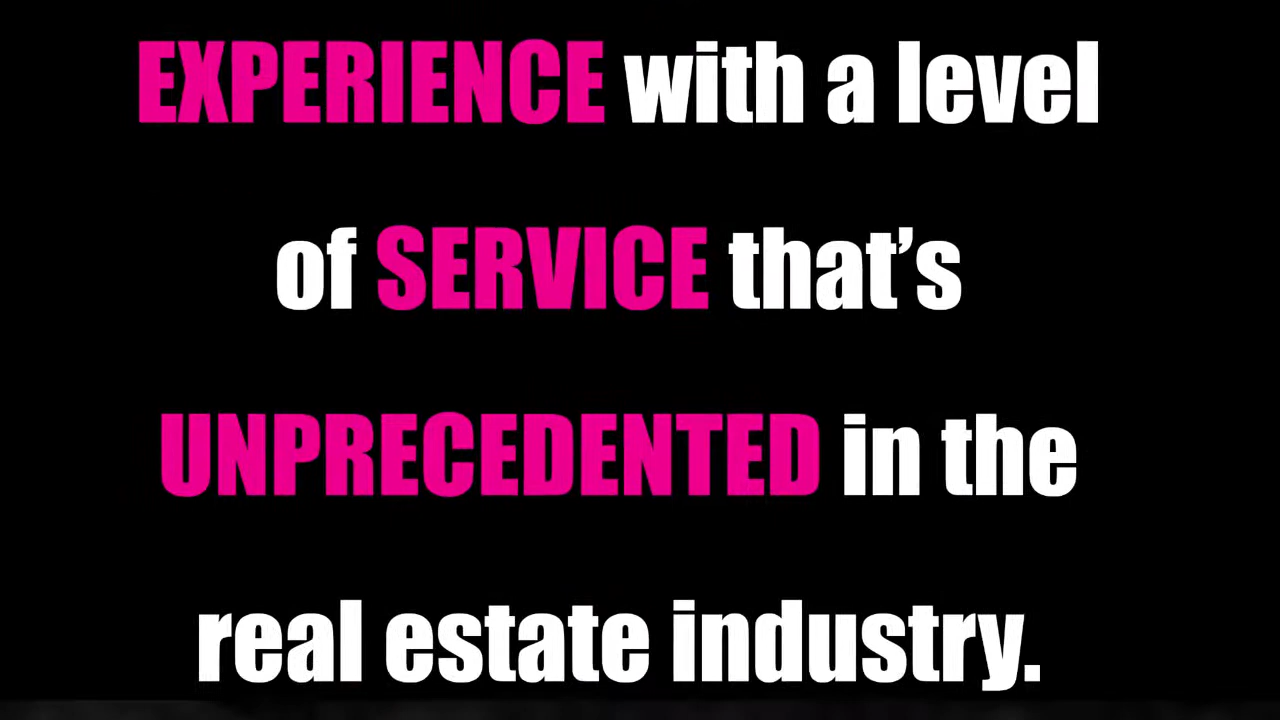 EXPERIENCE with a level
of SERVICE that’s
UNPRECEDENTED in the
real estate industry.